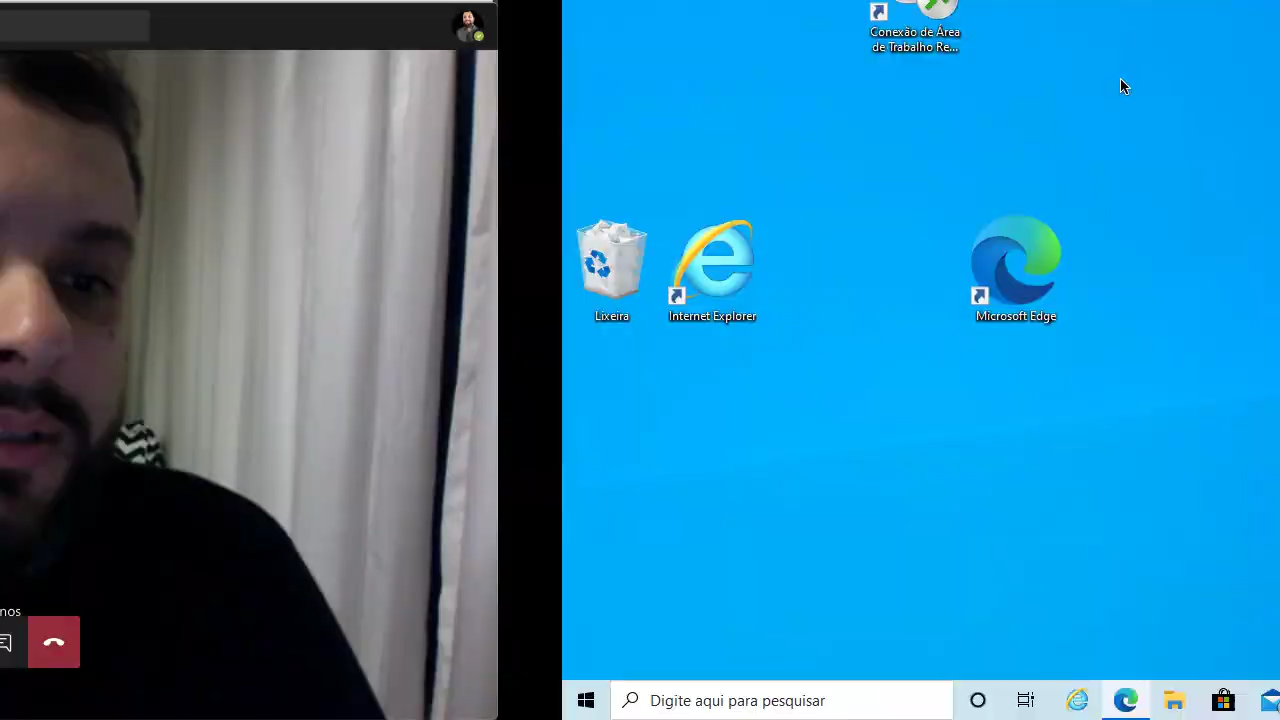 Conexão de Área
de Trabalho Re...
Lixeira
Internet Explorer
Microsoft Edge
nos
Digite aqui para pesquisar